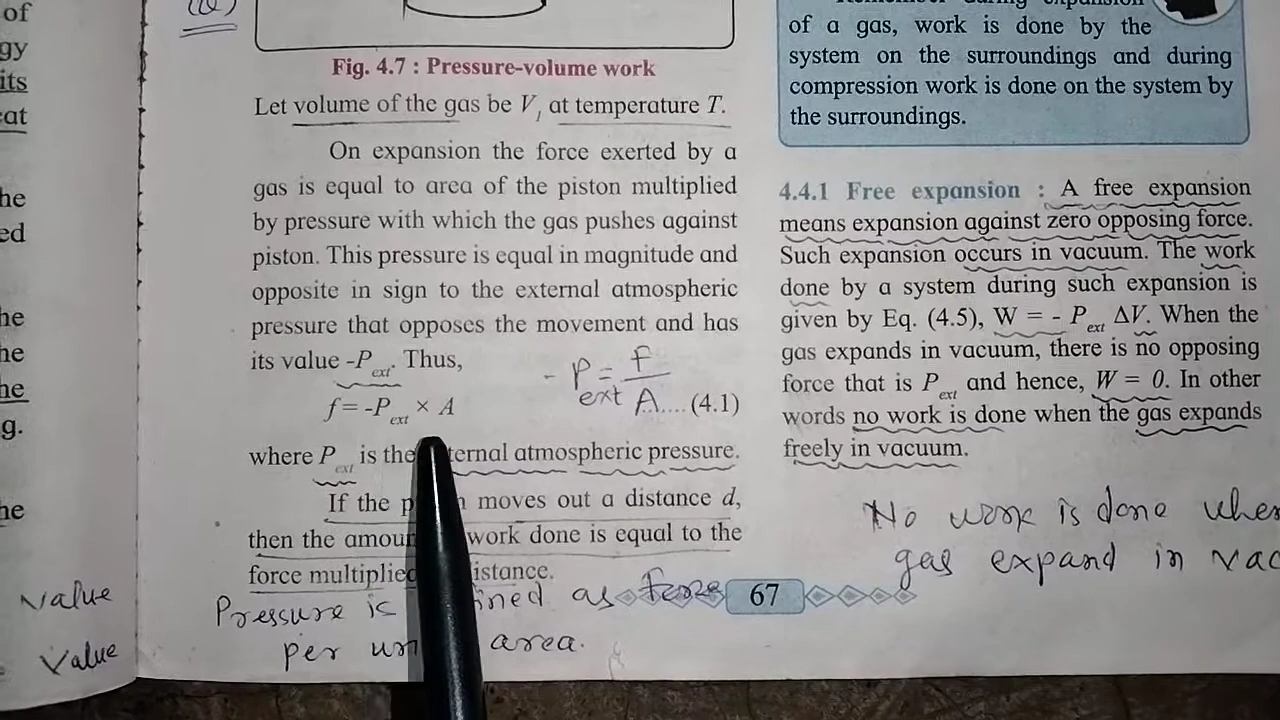 of
gy
its
eat
he
ed
he
he
he
g.
he
value
value
Fig. 4.7 : Pressure-volume work
Let volume of the gas be V1 at temperature T.
On expansion the force exerted by a
gas is equal to area of the piston multiplied
by pressure with which the gas pushes against
piston. This pressure is equal in magnitude and
opposite in sign to the external atmospheric
pressure that opposes the movement and has
its value -Pext. Thus,
- Pext = f/A
f = -Pext × A .... (4.1)
where Pext is the ternal atmospheric pressure.
If the p moves out a distance d,
then the amou work done is equal to the
force multiplied istance.
Pressure is ined as force
per un area.
of a gas, work is done by the
system on the surroundings and during
compression work is done on the system by
the surroundings.
4.4.1 Free expansion : A free expansion
means expansion against zero opposing force.
Such expansion occurs in vacuum. The work
done by a system during such expansion is
given by Eq. (4.5), W = - Pext ΔV. When the
gas expands in vacuum, there is no opposing
force that is Pext and hence, W = 0. In other
words no work is done when the gas expands
freely in vacuum.
No work is done when
gas expand in vac
67